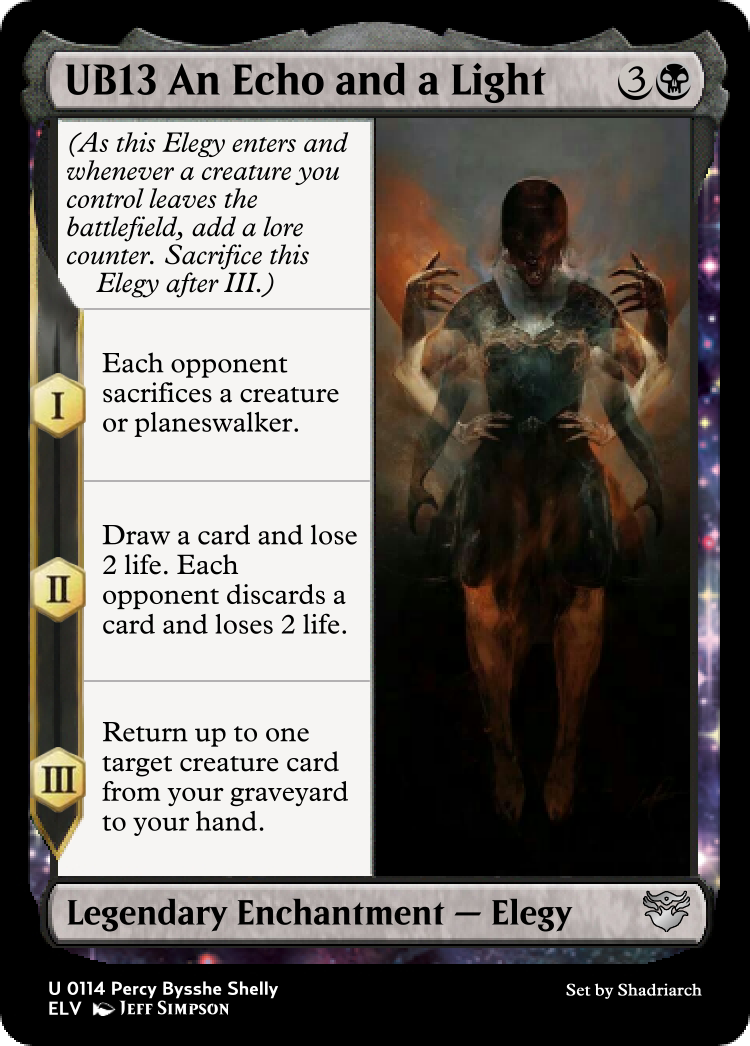 UB13 An Echo and a Light 3
(As this Elegy enters and
whenever a creature you
control leaves the
battlefield, add a lore
counter. Sacrifice this
Elegy after III.)
I
Each opponent
sacrifices a creature
or planeswalker.
II
Draw a card and lose
2 life. Each
opponent discards a
card and loses 2 life.
III
Return up to one
target creature card
from your graveyard
to your hand.
Legendary Enchantment — Elegy
U 0114 Percy Bysshe Shelly
ELV JEFF SIMPSON
Set by Shadriarch